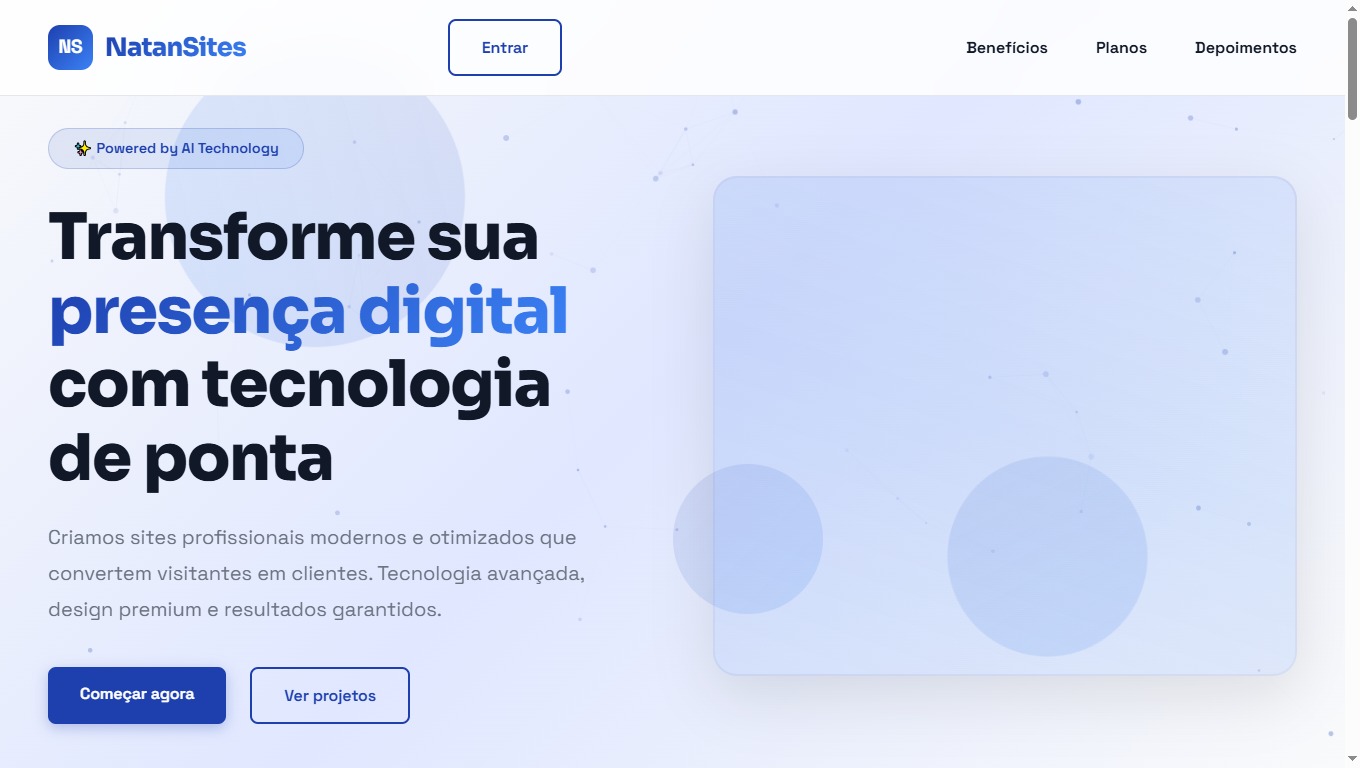 NS NatanSites
Entrar
Benefícios
Planos
Depoimentos
✨ Powered by AI Technology
Transforme sua
presença digital
com tecnologia
de ponta
Criamos sites profissionais modernos e otimizados que
convertem visitantes em clientes. Tecnologia avançada,
design premium e resultados garantidos.
Começar agora
Ver projetos